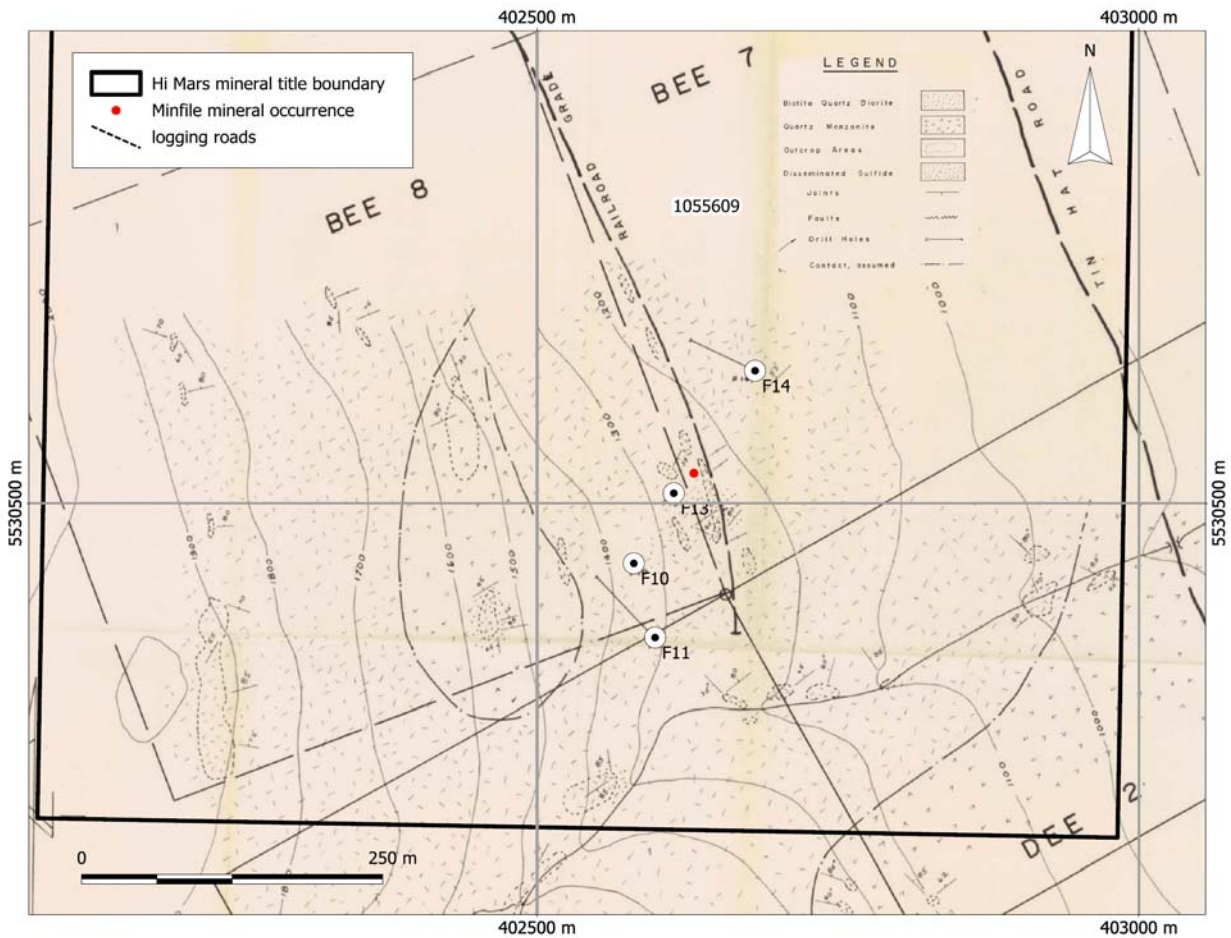 402500 m
403000 m
Hi Mars mineral title boundary
Minfile mineral occurrence
logging roads
BEE 7
BEE 8
RAILROAD GRADE
TIN HAT ROAD
LEGEND
Biotite Quartz Diorite
Quartz Monzonite
Outcrop Areas
Disseminated Sulfide
Joints
Faults
Drill Holes
Contact, assumed
N
1055609
1200
1100
1000
F14
1300
5530500 m
5530500 m
F13
1800
1700
1600
1500
1400
F10
F11
1
1000
1100
DEE 2
0
250 m
402500 m
403000 m